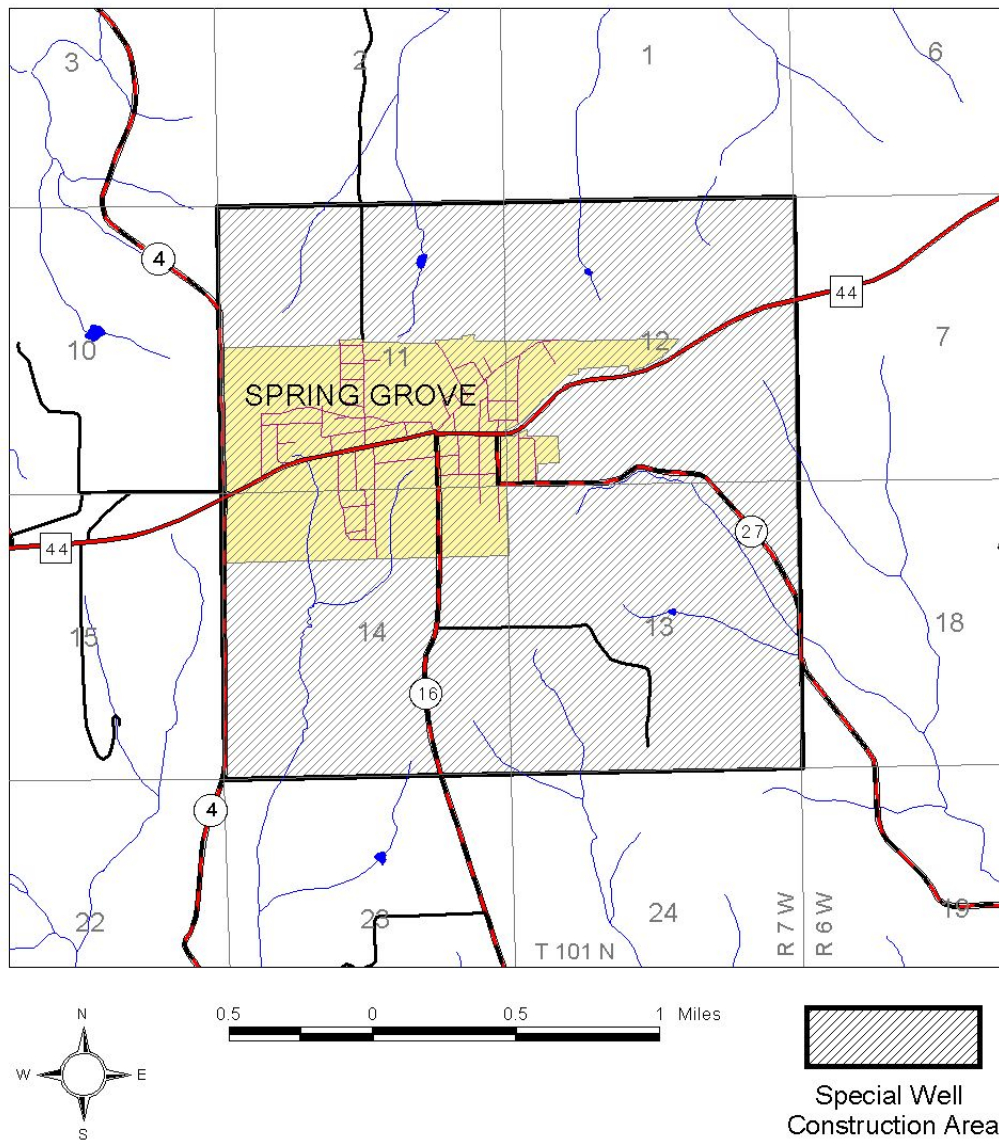 3
2
1
6
4
44
10
11
12
7
SPRING GROVE
44
27
15
14
13
18
16
4
22
23
24
19
R 7 W
R 6 W
T 101 N
N
W
E
S
0.5 0 0.5 1 Miles
Special Well
Construction Area